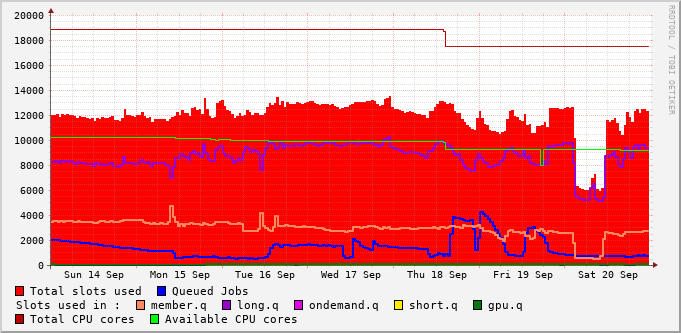 RRDTOOL / TOBI OETIKER
20000
18000
16000
14000
12000
10000
8000
6000
4000
2000
0
Sun 14 Sep Mon 15 Sep Tue 16 Sep Wed 17 Sep Thu 18 Sep Fri 19 Sep Sat 20 Sep
Total slots used Queued Jobs
Slots used in : member.q long.q ondemand.q short.q gpu.q
Total CPU cores Available CPU cores